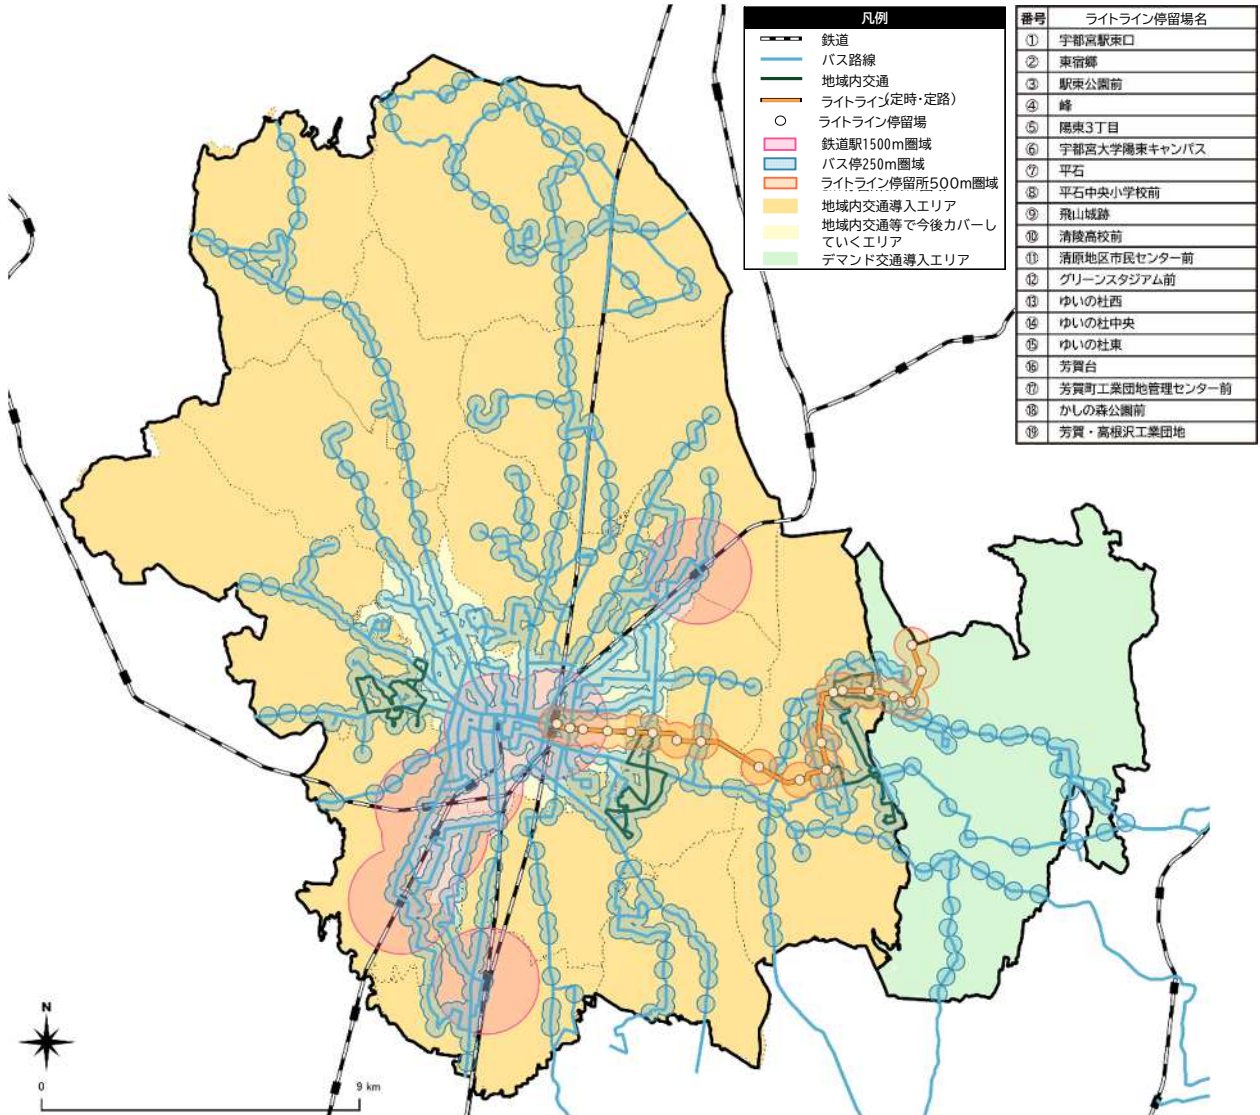 凡例
鉄道
バス路線
地域内交通
ライトライン(定時・定路)
ライトライン停留場
鉄道駅1500m圏域
バス停250m圏域
ライトライン停留所500m圏域
地域内交通導入エリア
地域内交通等で今後カバーし
ていくエリア
デマンド交通導入エリア
番号 ライトライン停留場名
① 宇都宮駅東口
② 東宿郷
③ 駅東公園前
④ 峰
⑤ 陽東3丁目
⑥ 宇都宮大学陽東キャンパス
⑦ 平石
⑧ 平石中央小学校前
⑨ 飛山城跡
⑩ 清陵高校前
⑪ 清原地区市民センター前
⑫ グリーンスタジアム前
⑬ ゆいの杜西
⑭ ゆいの杜中央
⑮ ゆいの杜東
⑯ 芳賀台
⑰ 芳賀町工業団地管理センター前
⑱ かしの森公園前
⑲ 芳賀・高根沢工業団地
N
0 9 km